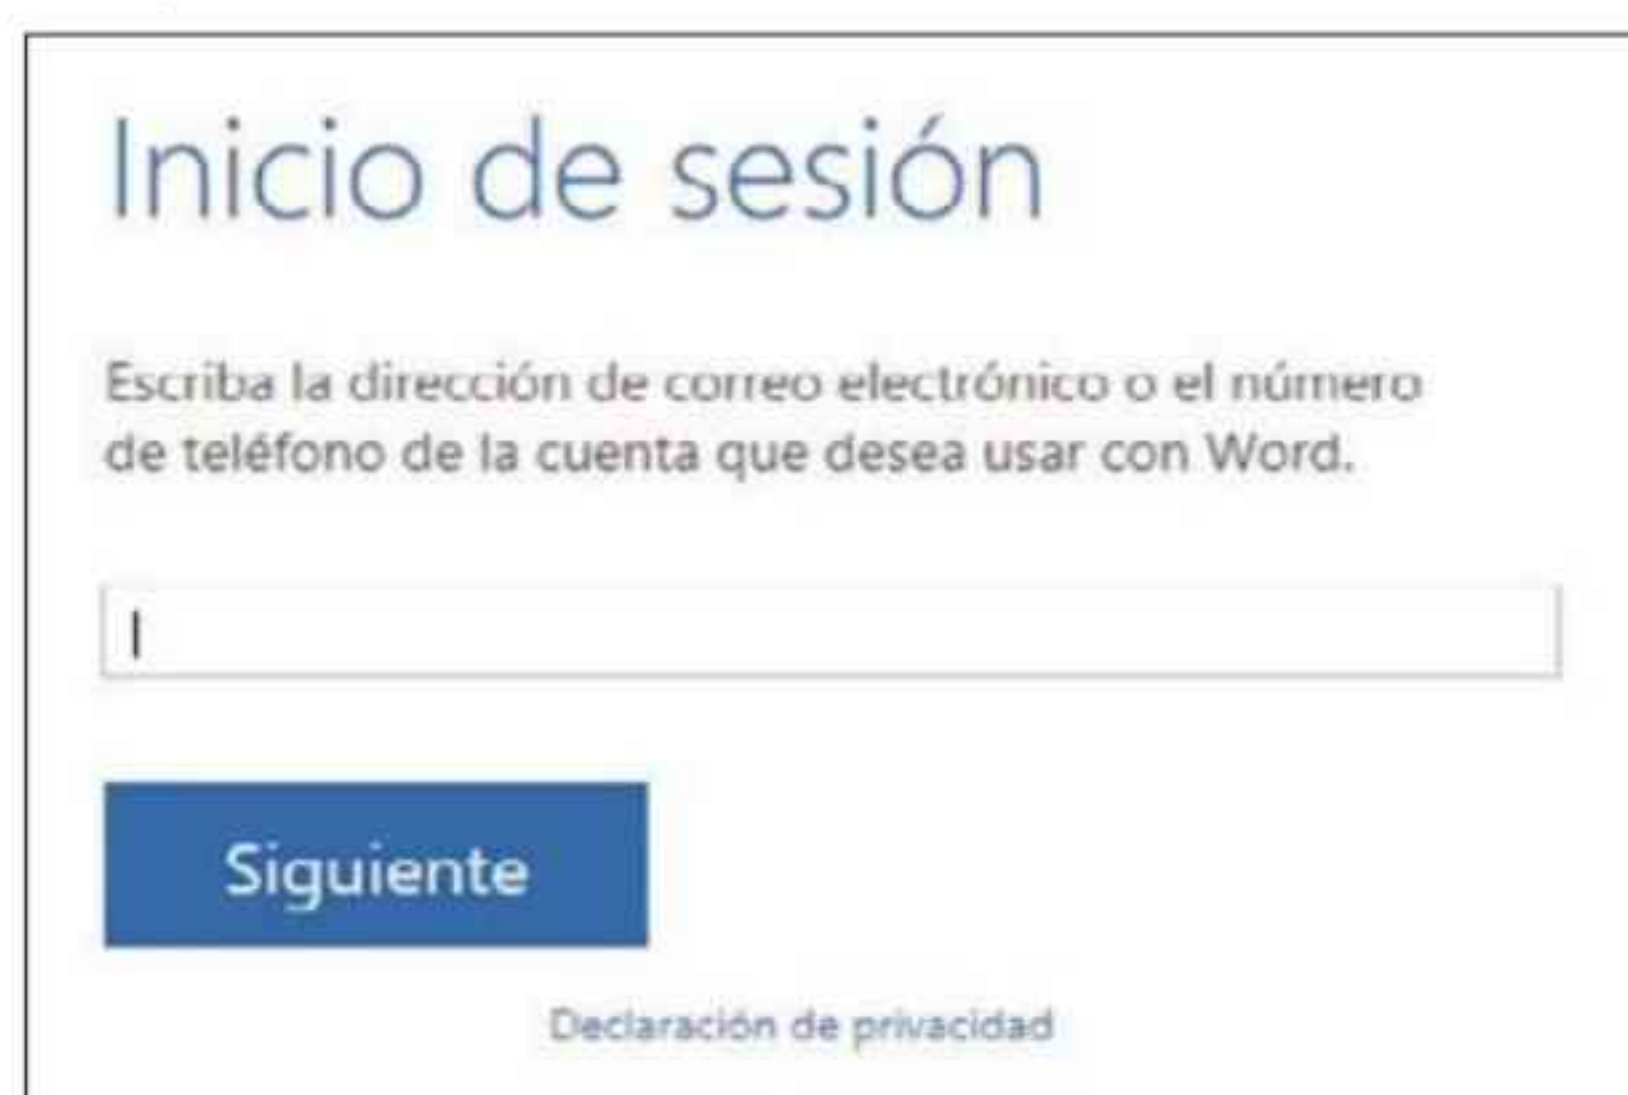 Inicio de sesión
Escriba la dirección de correo electrónico o el número
de teléfono de la cuenta que desea usar con Word.
Siguiente
Declaración de privacidad